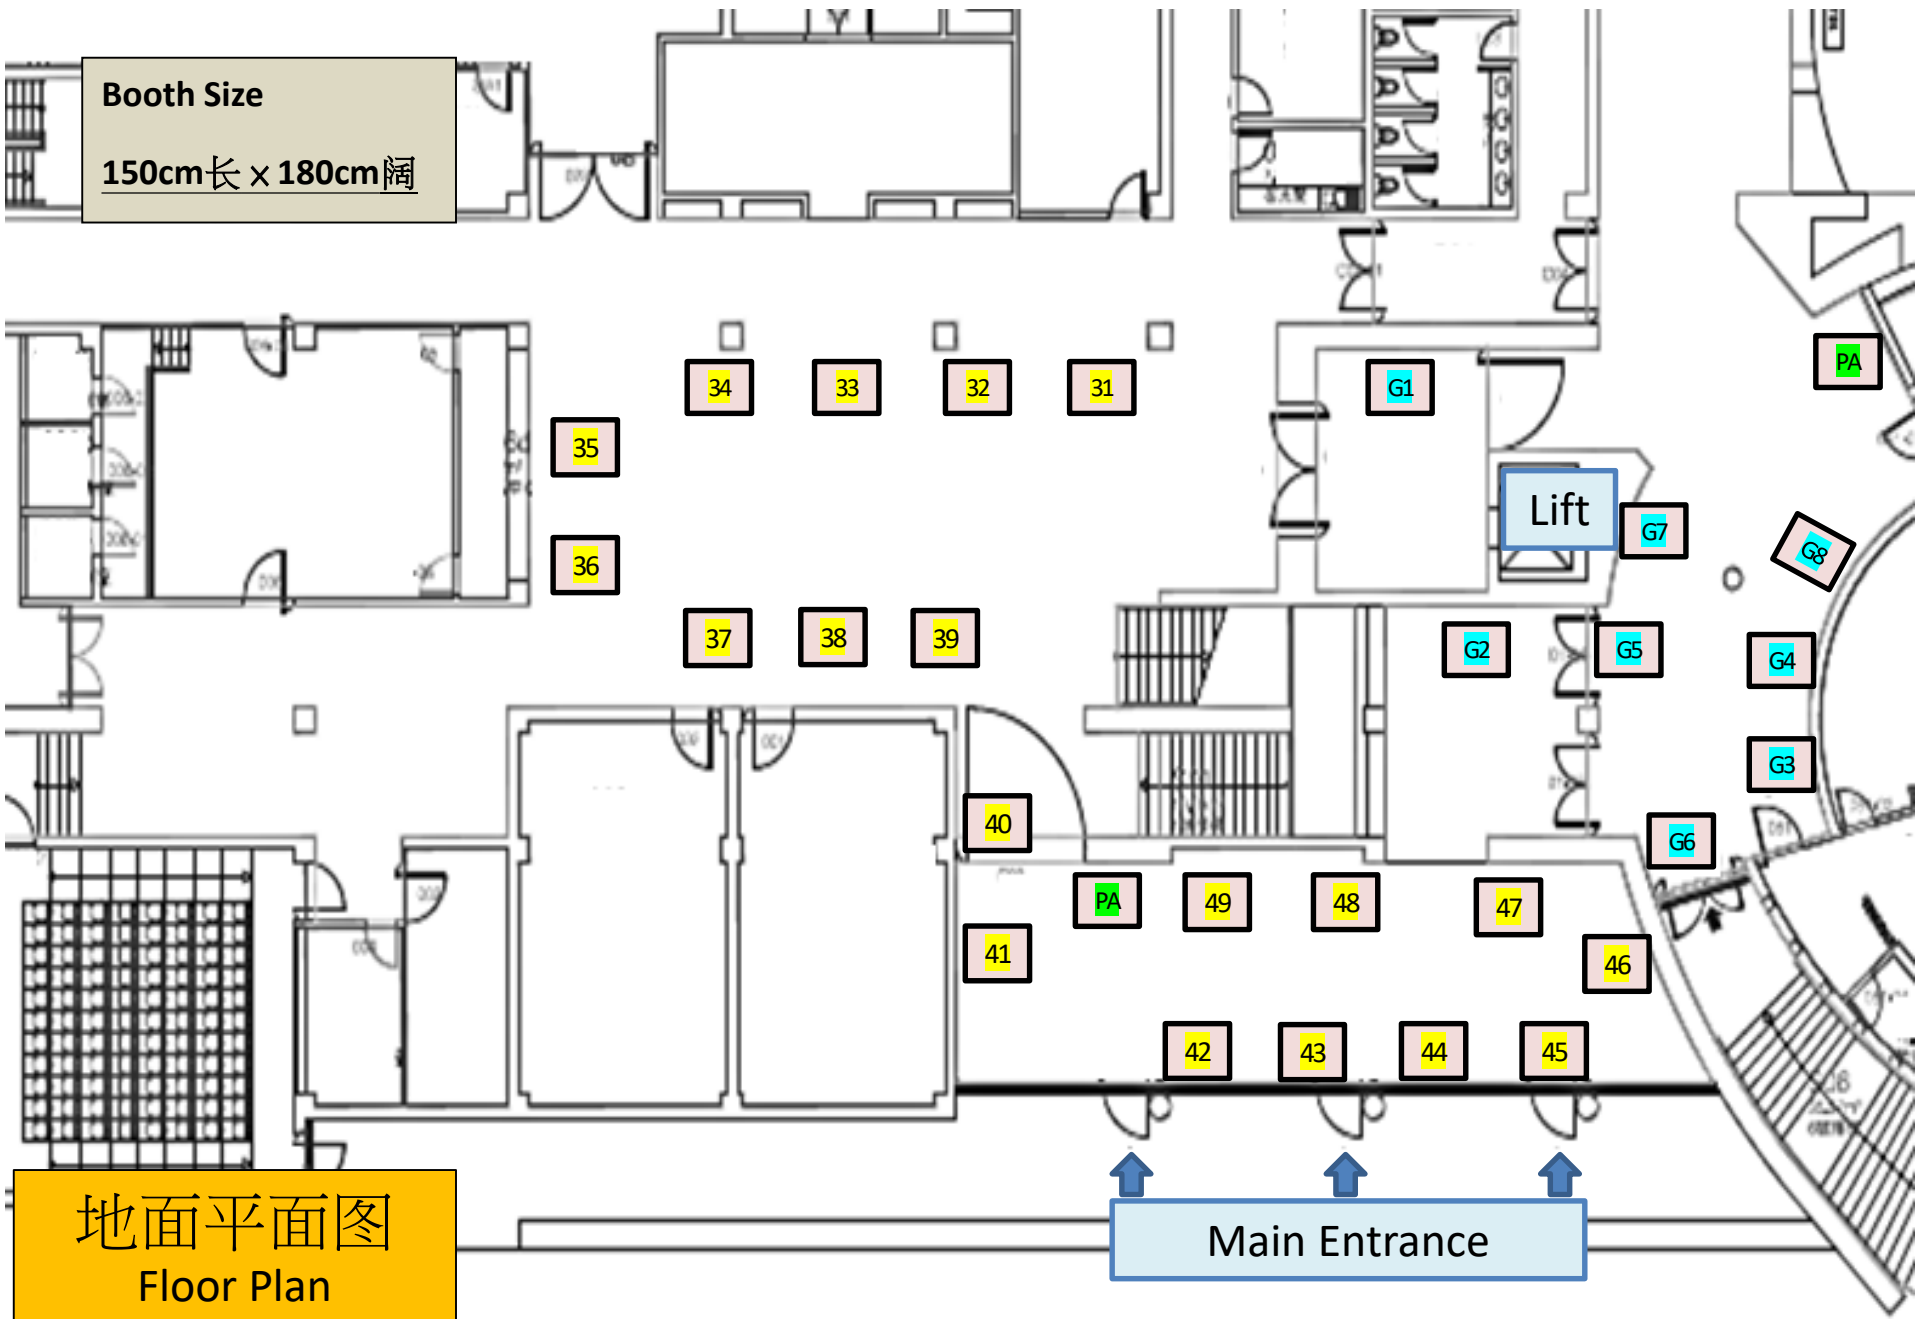 Booth Size
150cm长 x 180cm阔
PA
34
33
32
31
G1
35
Lift
G7
G8
36
37
38
39
G2
G5
G4
G3
40
G6
PA
49
48
47
41
46
42
43
44
45
地面平面图
Floor Plan
Main Entrance